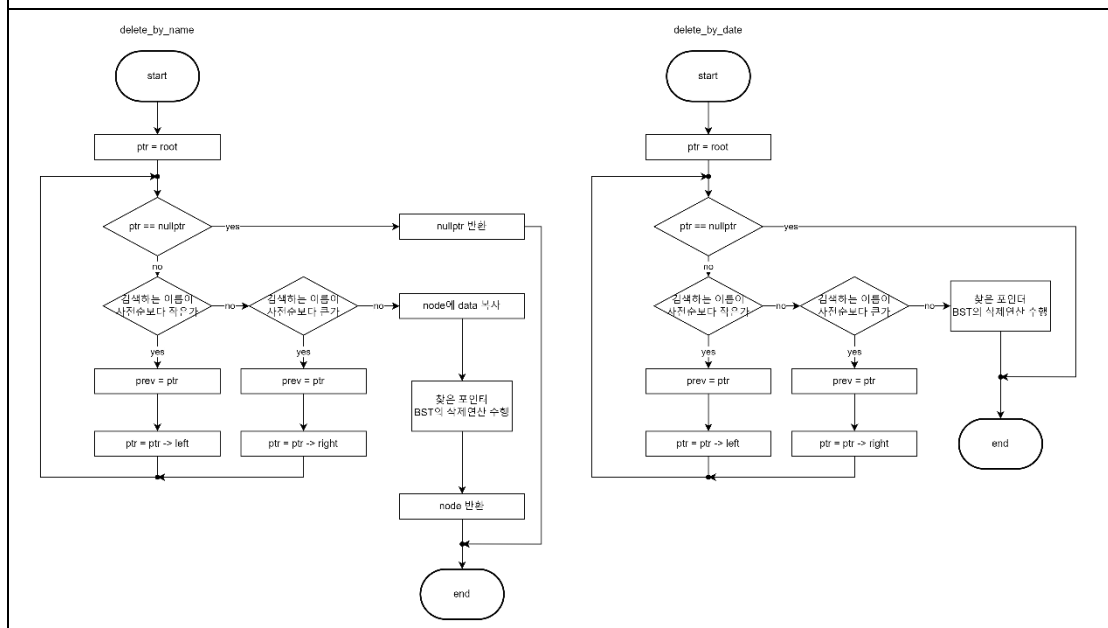 delete_by_name
start
ptr = root
ptr == nullptr
yes
nullptr 반환
no
검색하는 이름이
사전순보다 작은가
no
검색하는 이름이
사전순보다 큰가
no
node에 data 복사
yes
yes
prev = ptr
prev = ptr
찾은 포인터
BST의 삭제연산 수행
ptr = ptr -> left
ptr = ptr -> right
node 반환
end
delete_by_date
start
ptr = root
ptr == nullptr
yes
no
검색하는 이름이
사전순보다 작은가
no
검색하는 이름이
사전순보다 큰가
no
찾은 포인더
BST의 삭제연산 수행
yes
yes
prev = ptr
prev = ptr
ptr = ptr -> left
ptr = ptr -> right
end